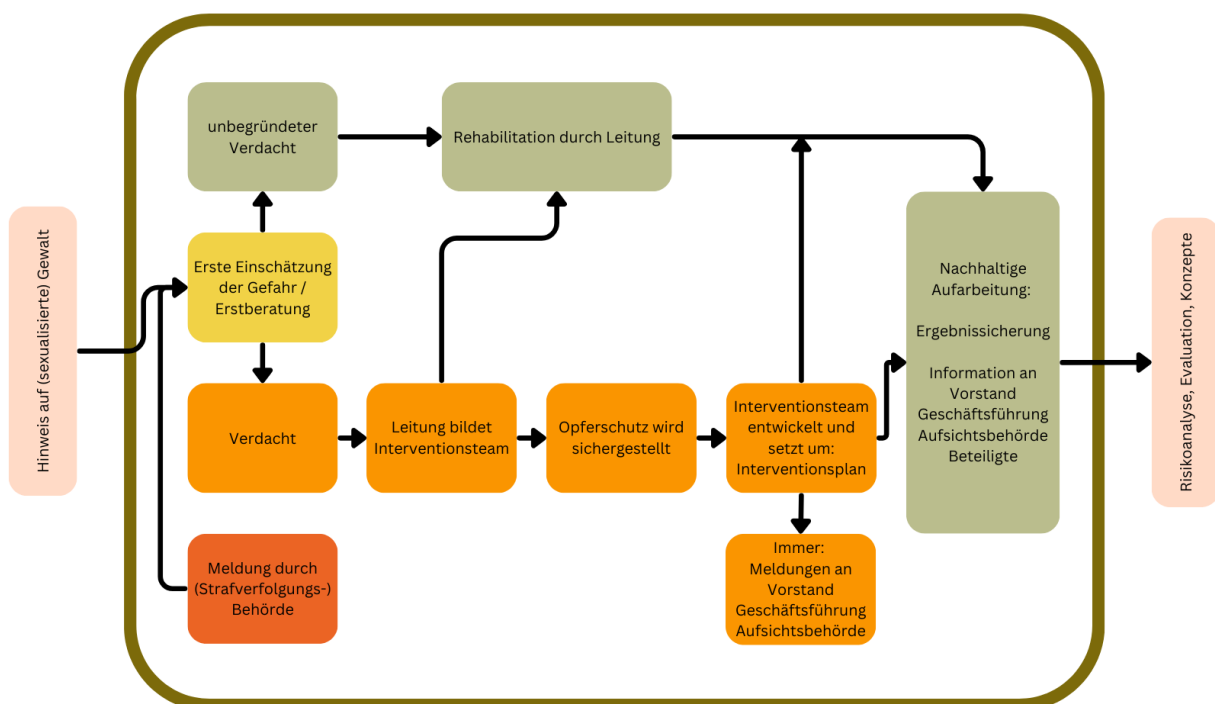 Hinweis auf (sexualisierte) Gewalt
unbegründeter
Verdacht
Rehabilitation durch Leitung
Erste Einschätzung
der Gefahr /
Erstberatung
Verdacht
Leitung bildet
Interventionsteam
Opferschutz wird
sichergestellt
Interventionsteam
entwickelt und
setzt um:
Interventionsplan
Meldung durch
(Strafverfolgungs-)
Behörde
Immer:
Meldungen an
Vorstand
Geschäftsführung
Aufsichtsbehörde
Nachhaltige
Aufarbeitung:
Ergebnissicherung
Information an
Vorstand
Geschäftsführung
Aufsichtsbehörde
Beteiligte
Risikoanalyse, Evaluation, Konzepte